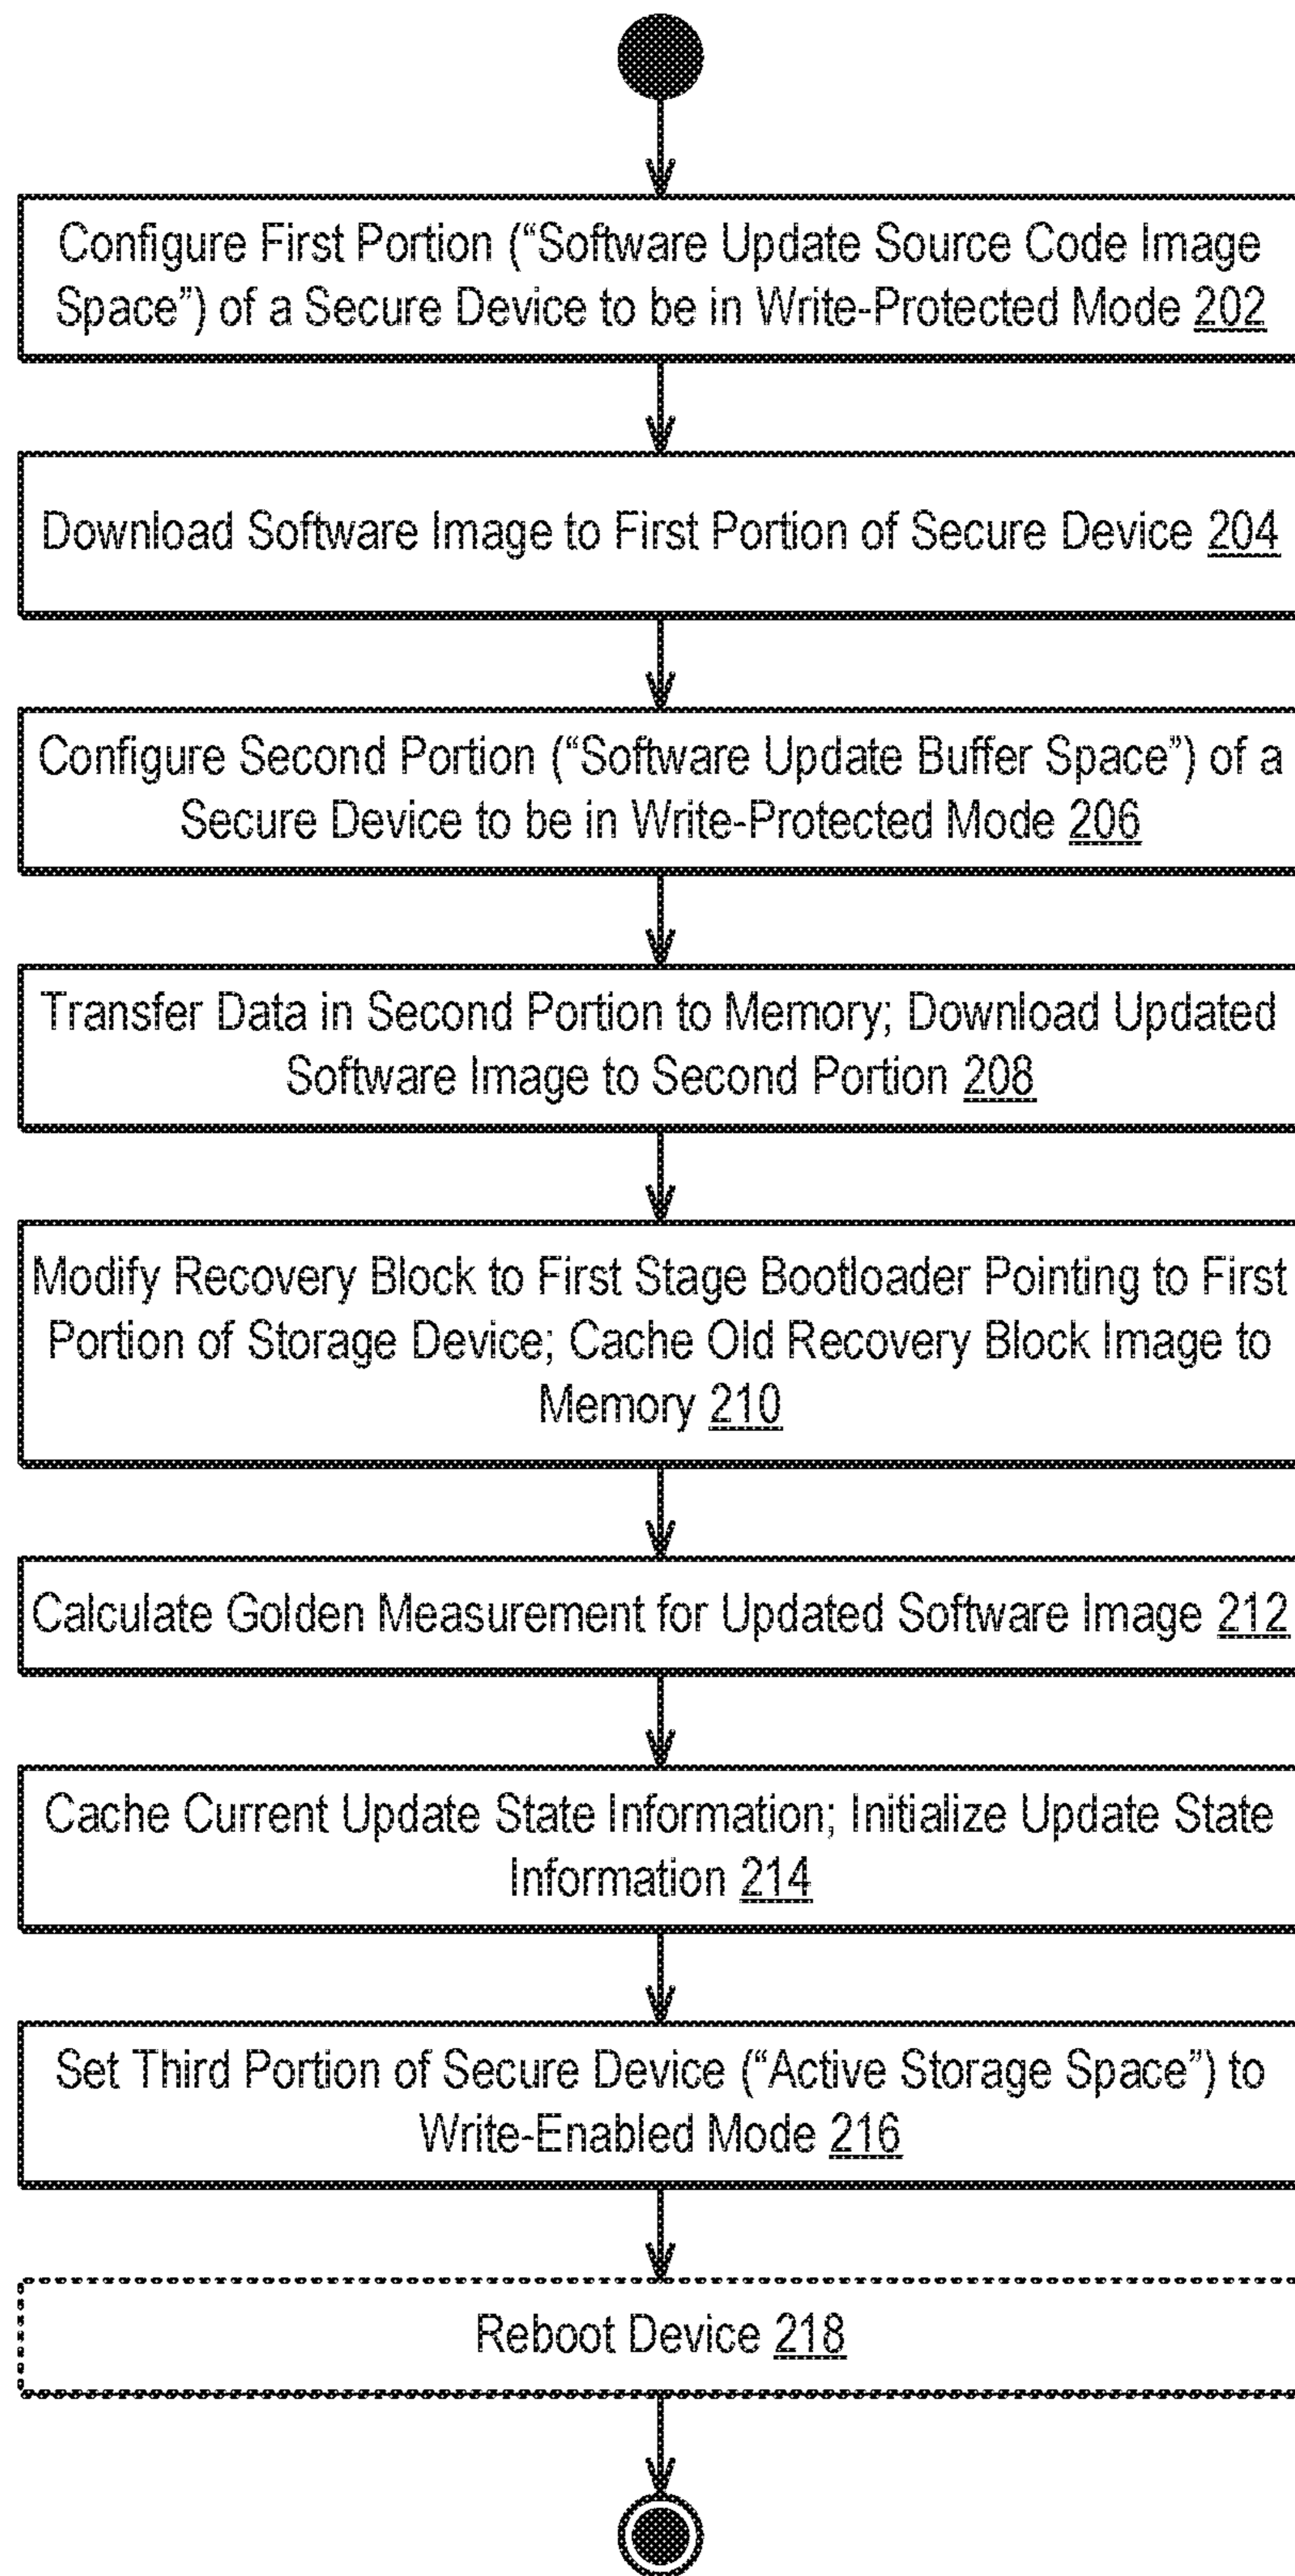 Configure First Portion (“Software Update Source Code Image
Space”) of a Secure Device to be in Write-Protected Mode 202
Download Software Image to First Portion of Secure Device 204
Configure Second Portion (“Software Update Buffer Space”) of a
Secure Device to be in Write-Protected Mode 206
Transfer Data in Second Portion to Memory; Download Updated
Software Image to Second Portion 208
Modify Recovery Block to First Stage Bootloader Pointing to First
Portion of Storage Device; Cache Old Recovery Block Image to
Memory 210
Calculate Golden Measurement for Updated Software Image 212
Cache Current Update State Information; Initialize Update State
Information 214
Set Third Portion of Secure Device (“Active Storage Space”) to
Write-Enabled Mode 216
Reboot Device 218